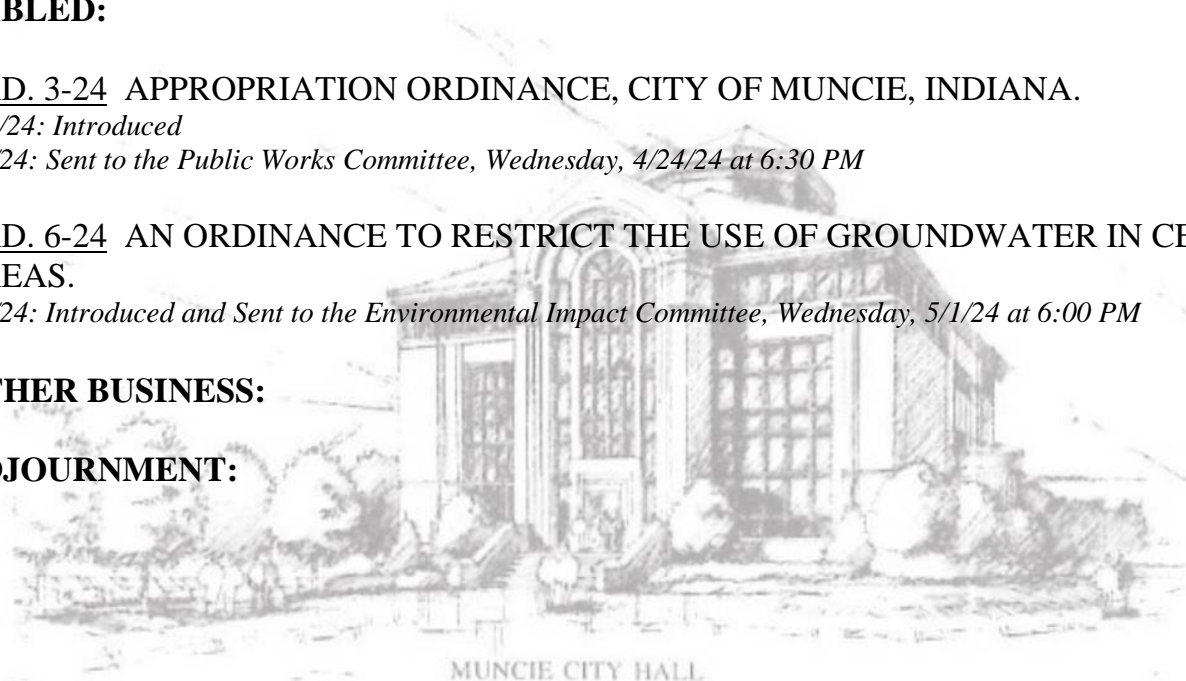 BLED:
D. 3-24 APPROPRIATION ORDINANCE, CITY OF MUNCIE, INDIANA.
/24: Introduced
/24: Sent to the Public Works Committee, Wednesday, 4/24/24 at 6:30 PM
D. 6-24 AN ORDINANCE TO RESTRICT THE USE OF GROUNDWATER IN CE
EAS.
/24: Introduced and Sent to the Environmental Impact Committee, Wednesday, 5/1/24 at 6:00 PM
THER BUSINESS:
DJOURNMENT:
MUNCIE CITY HALL